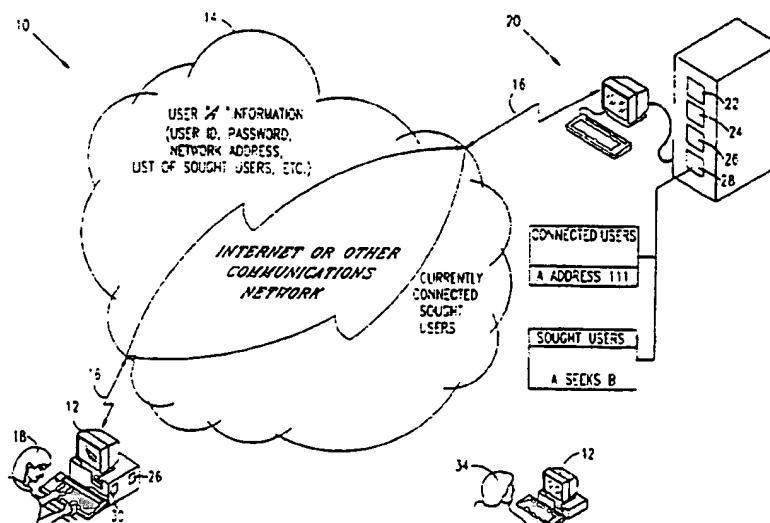 10
14
20
16
22
24
26
28
USER "A" INFORMATION
(USER ID, PASSWORD,
NETWORK ADDRESS,
LIST OF SOUGHT USERS, ETC.)
INTERNET OR OTHER
COMMUNICATIONS
NETWORK
CURRENTLY
CONNECTED
SOUGHT
USERS
CONNECTED USERS
A ADDRESS 111
SOUGHT USERS
A SEEKS B
16
12
18
26
30
34
12